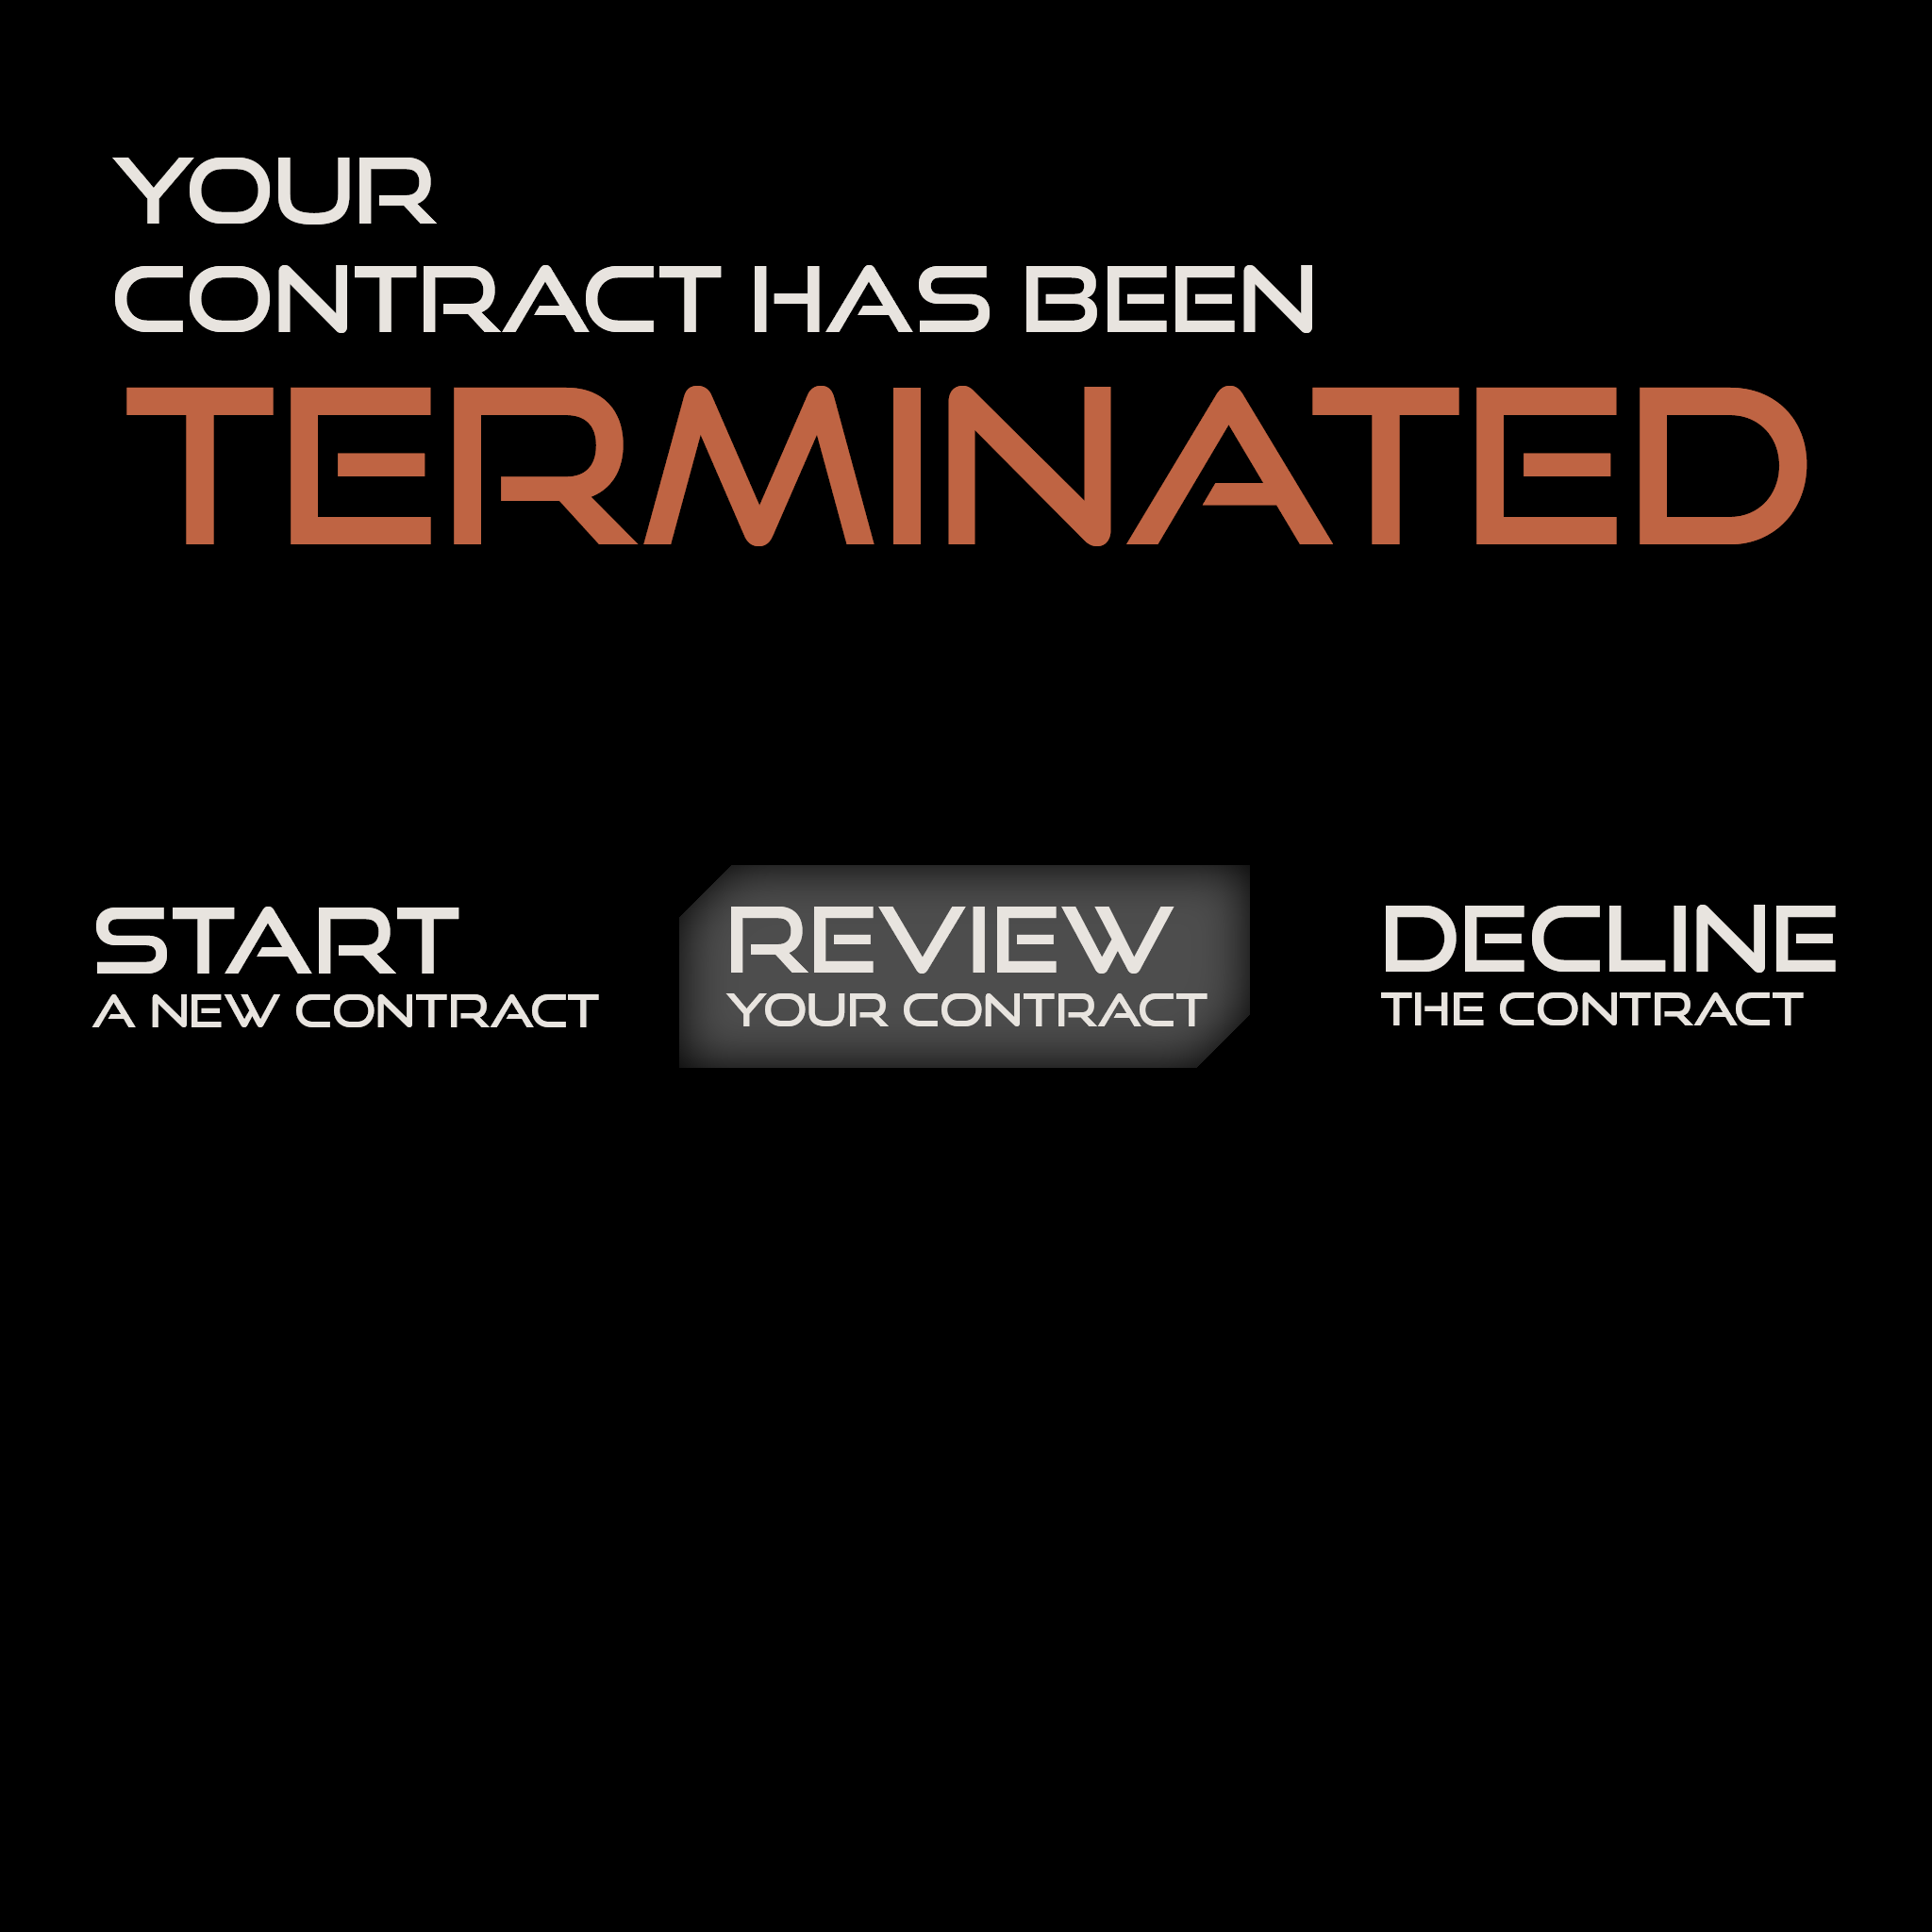 YOUR
CONTRACT HAS BEEN
TERMINATED
START
A NEW CONTRACT
REVIEW
YOUR CONTRACT
DECLINE
THE CONTRACT